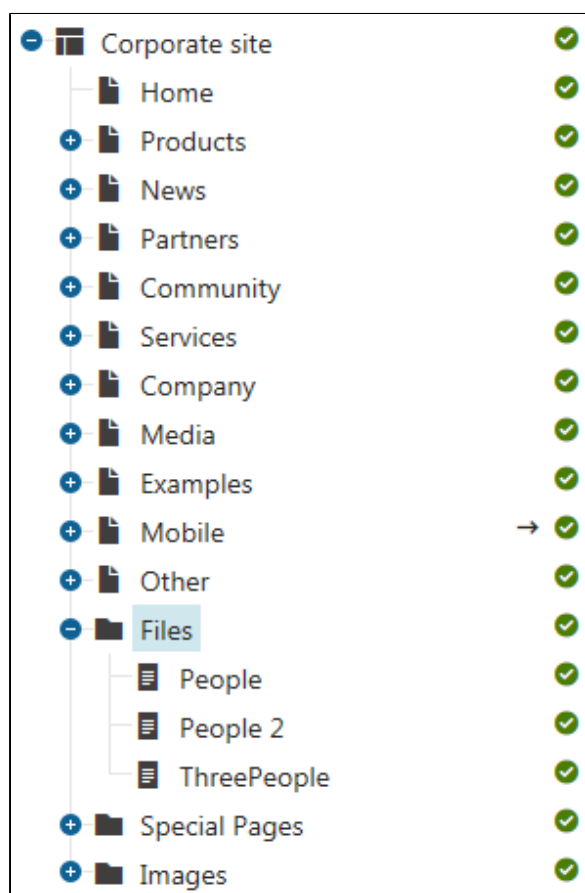 Corporate site
Home
Products
News
Partners
Community
Services
Company
Media
Examples
Mobile
Other
Files
People
People 2
ThreePeople
Special Pages
Images